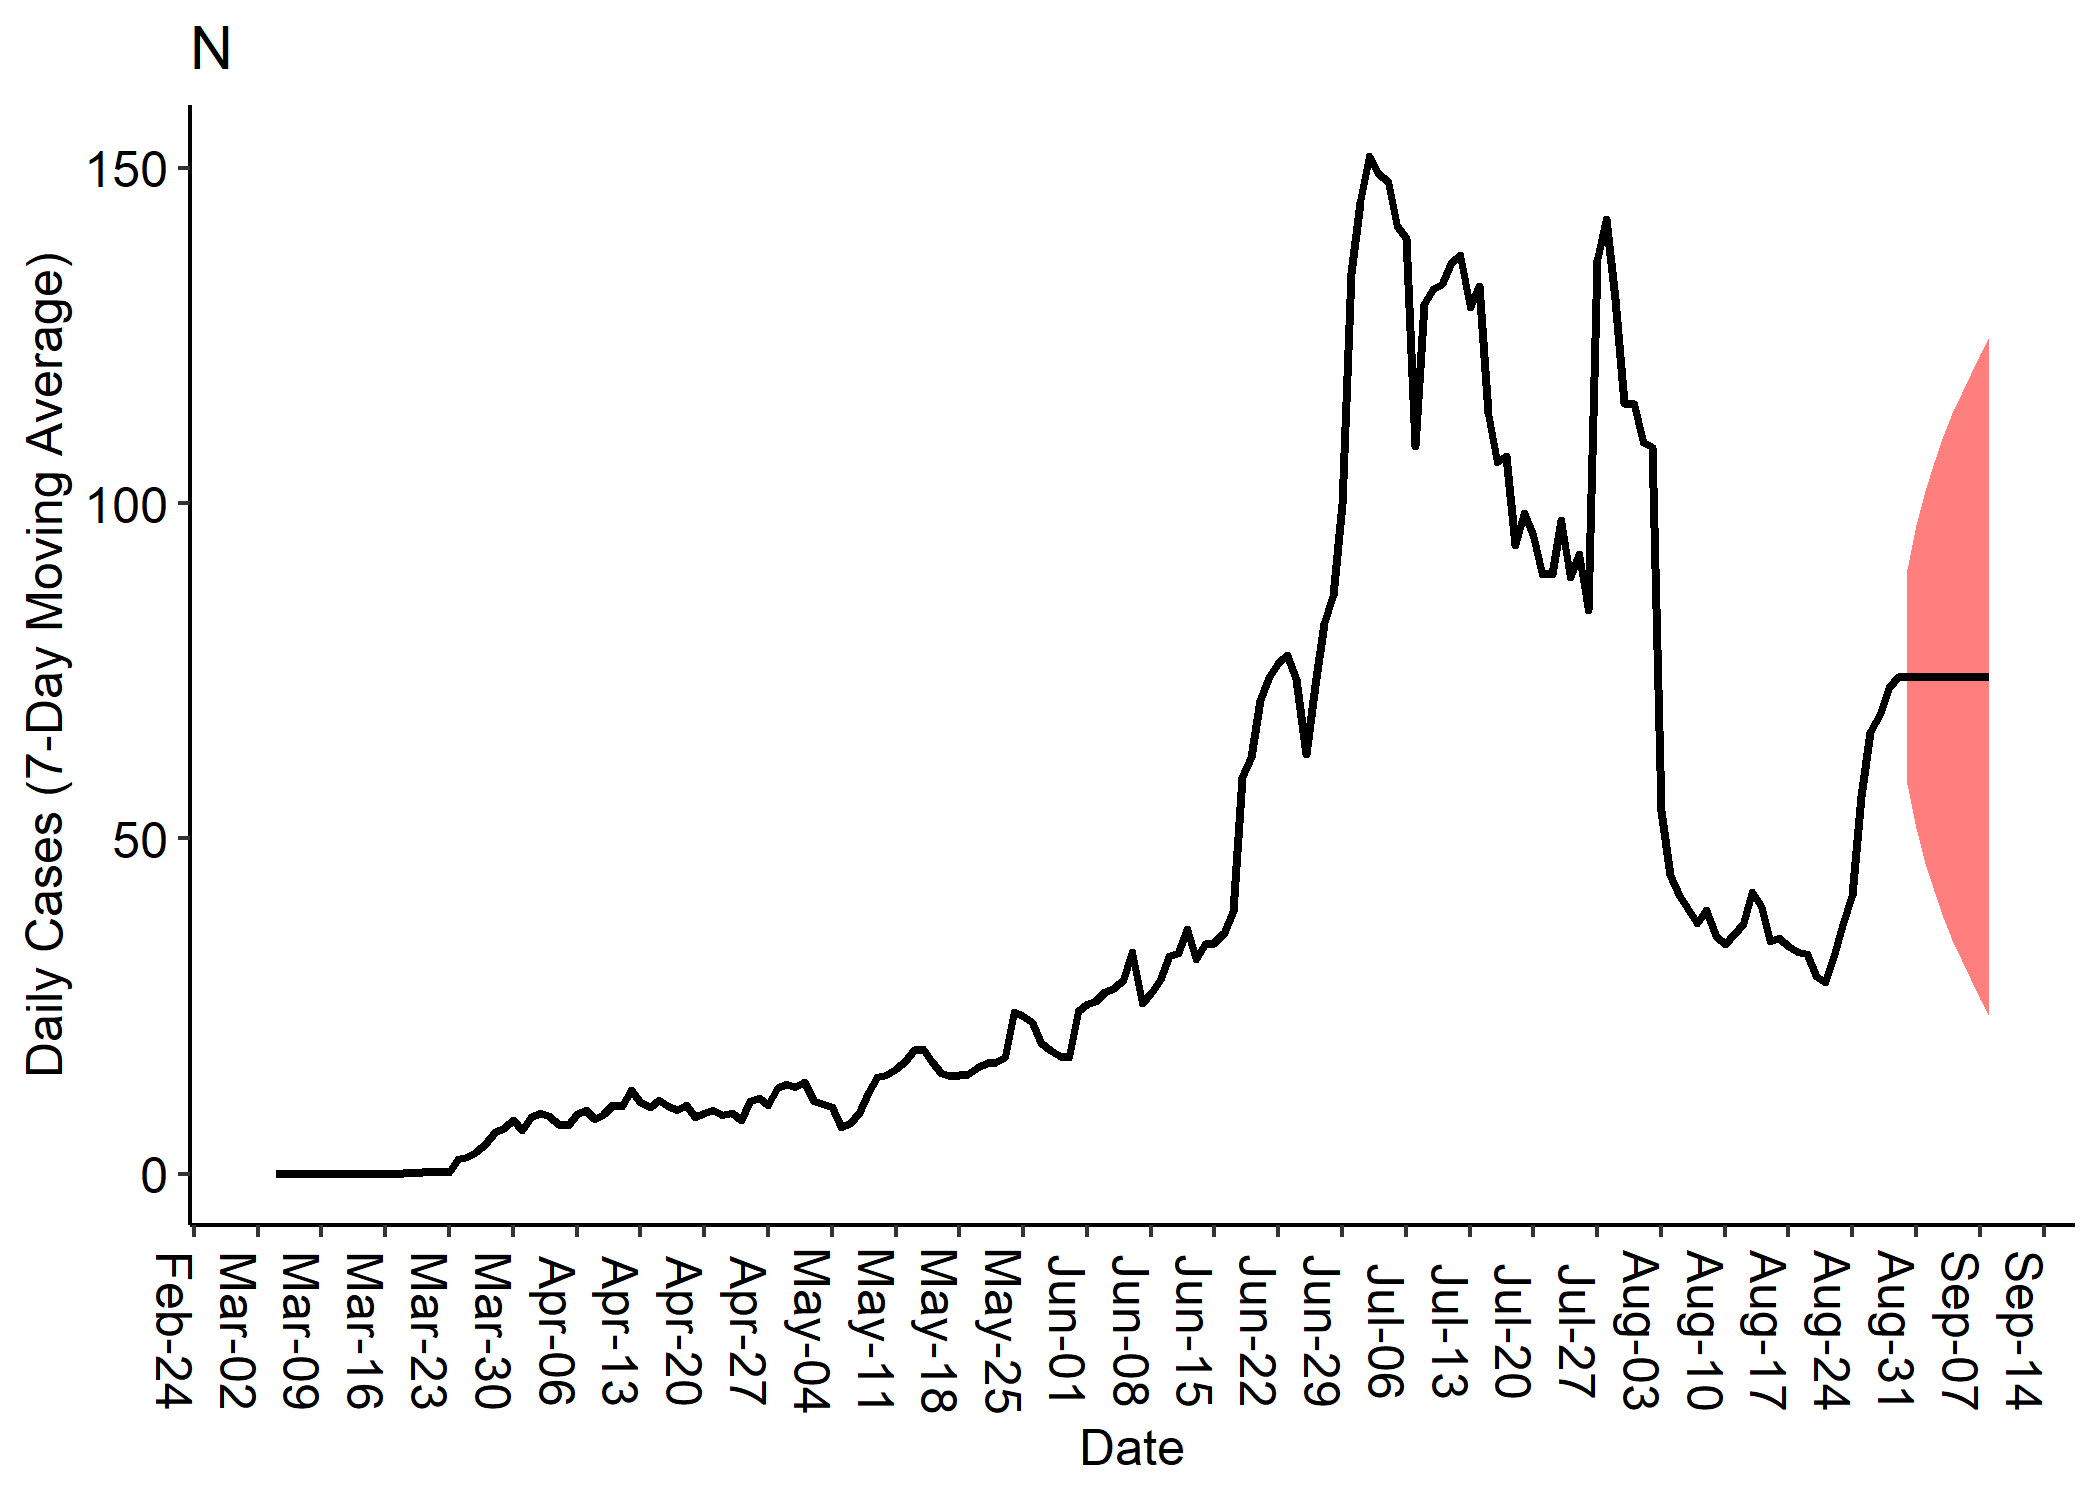 N
Daily Cases (7-Day Moving Average)
150
100
50
0
Feb-24
Mar-02
Mar-09
Mar-16
Mar-23
Mar-30
Apr-06
Apr-13
Apr-20
Apr-27
May-04
May-11
May-18
May-25
Jun-01
Jun-08
Jun-15
Jun-22
Jun-29
Jul-06
Jul-13
Jul-20
Jul-27
Aug-03
Aug-10
Aug-17
Aug-24
Aug-31
Sep-07
Sep-14
Date